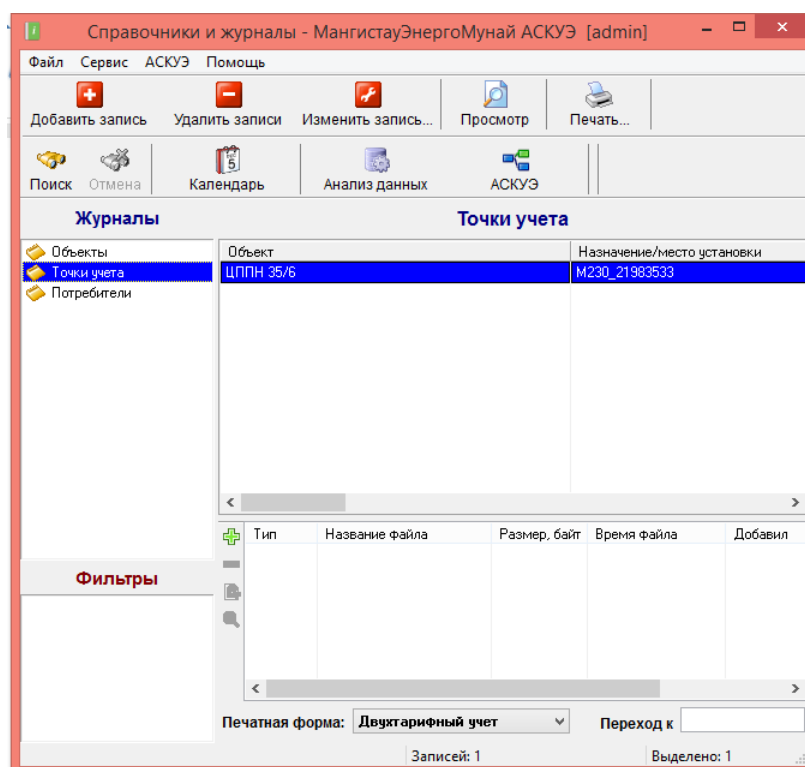 Справочники и журналы - МангистауЭнергоМунай АСКУЭ [admin]
Файл Сервис АСКУЭ Помощь
Добавить запись Удалить записи Изменить запись... Просмотр Печать...
5
Поиск Отмена Календарь Анализ данных АСКУЭ
Журналы Точки учета
Объекты Объект Назначение/место установки
Точки учета ЦППН 35/6 М230_21983533
Потребители
Тип Название файла Размер, байт Время файла Добавил
Фильтры
Печатная форма: Двухтарифный учет Переход к
Записей: 1 Выделено: 1